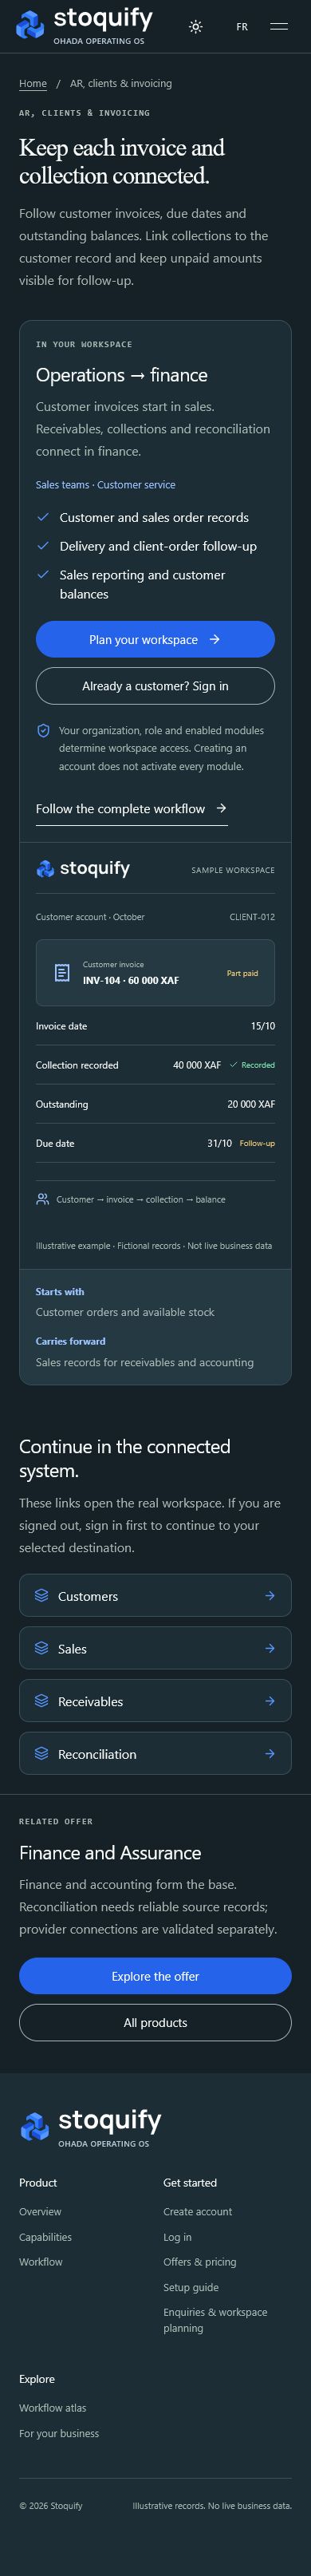 stoquify
OHADA OPERATING OS
FR
Home / AR, clients & invoicing
AR, CLIENTS & INVOICING
Keep each invoice and
collection connected.
Follow customer invoices, due dates and
outstanding balances. Link collections to the
customer record and keep unpaid amounts
visible for follow-up.
IN YOUR WORKSPACE
Operations → finance
Customer invoices start in sales.
Receivables, collections and reconciliation
connect in finance.
Sales teams · Customer service
Customer and sales order records
Delivery and client-order follow-up
Sales reporting and customer
balances
Plan your workspace →
Already a customer? Sign in
Your organization, role and enabled modules
determine workspace access. Creating an
account does not activate every module.
Follow the complete workflow →
stoquify SAMPLE WORKSPACE
Customer account · October CLIENT-012
Customer invoice
INV-104 · 60 000 XAF Part paid
Invoice date 15/10
Collection recorded 40 000 XAF Recorded
Outstanding 20 000 XAF
Due date 31/10 Follow-up
Customer → invoice → collection → balance
Illustrative example · Fictional records · Not live business data
Starts with
Customer orders and available stock
Carries forward
Sales records for receivables and accounting
Continue in the connected
system.
These links open the real workspace. If you are
signed out, sign in first to continue to your
selected destination.
Customers →
Sales →
Receivables →
Reconciliation →
RELATED OFFER
Finance and Assurance
Finance and accounting form the base.
Reconciliation needs reliable source records;
provider connections are validated separately.
Explore the offer
All products
stoquify
OHADA OPERATING OS
Product
Overview
Capabilities
Workflow
Get started
Create account
Log in
Offers & pricing
Setup guide
Enquiries & workspace
planning
Explore
Workflow atlas
For your business
© 2026 Stoquify Illustrative records. No live business data.